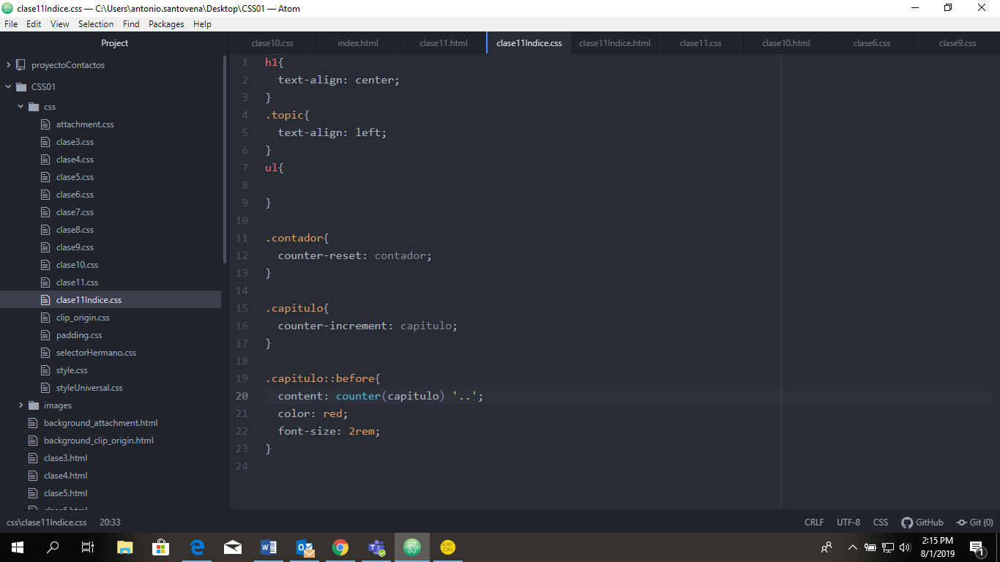 clase11Indice.css — C:\Users\antonio.santovena\Desktop\CSS01 — Atom
File Edit View Selection Find Packages Help
Project
proyectoContactos
CSS01
css
attachment.css
clase3.css
clase4.css
clase5.css
clase6.css
clase7.css
clase8.css
clase9.css
clase10.css
clase11.css
clase11Indice.css
clip_origin.css
padding.css
selectorHermano.css
style.css
styleUniversal.css
images
background_attachment.html
background_clip_origin.html
clase3.html
clase4.html
clase5.html
clase6.html
clase10.css index.html clase11.html clase11Indice.css clase11Indice.html clase11.css clase10.html clase6.css clase9.css
1 h1{
2 text-align: center;
3 }
4 .topic{
5 text-align: left;
6 }
7 ul{
8
9 }
10
11 .contador{
12 counter-reset: contador;
13 }
14
15 .capitulo{
16 counter-increment: capitulo;
17 }
18
19 .capitulo::before{
20 content: counter(capitulo) '..';
21 color: red;
22 font-size: 2rem;
23 }
24
css\clase11Indice.css 20:33 CRLF UTF-8 CSS GitHub Git (0)
2:15 PM
8/1/2019
1